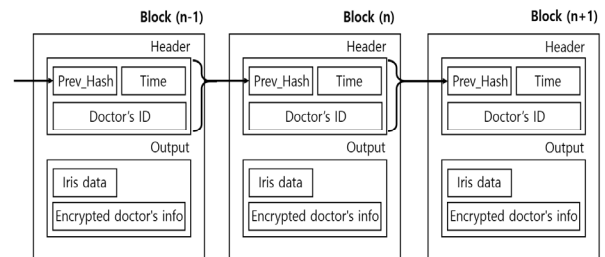 Block (n-1)
Header
Prev_Hash
Time
Doctor's ID
Output
Iris data
Encrypted doctor's info
Block (n)
Header
Prev_Hash
Time
Doctor's ID
Output
Iris data
Encrypted doctor's info
Block (n+1)
Header
Prev_Hash
Time
Doctor's ID
Output
Iris data
Encrypted doctor's info